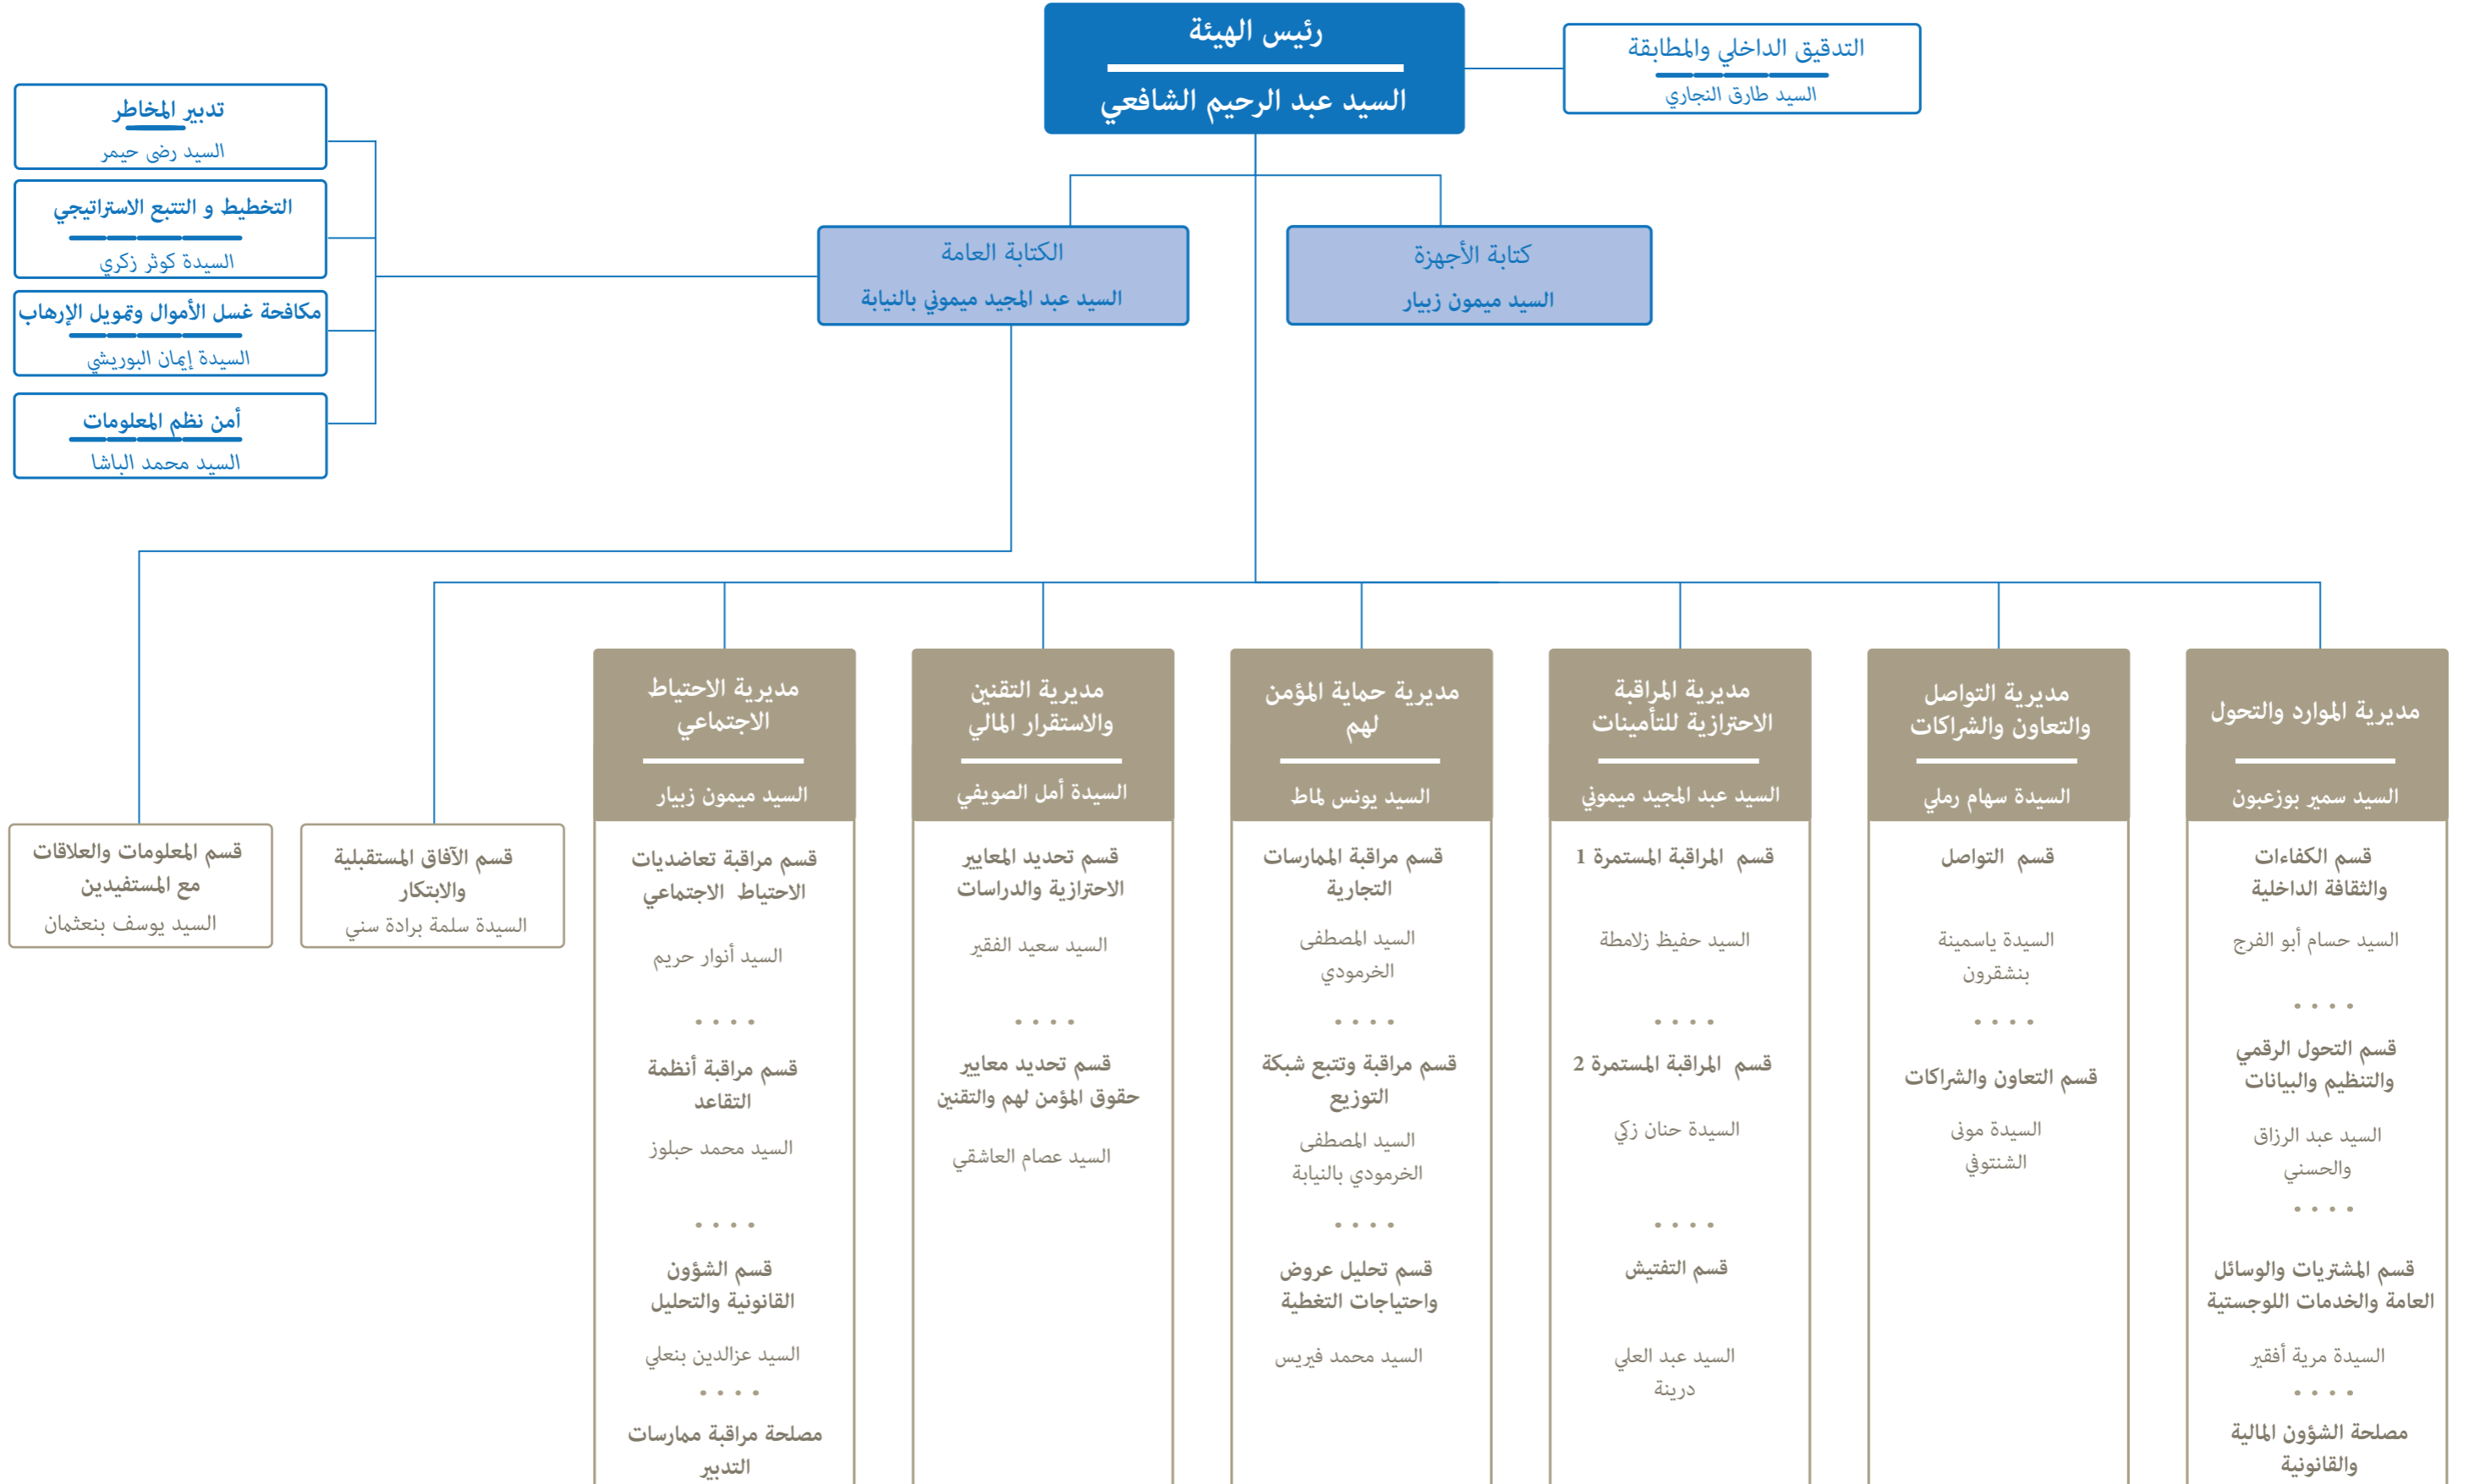 رئيس الهيئة
السيد عبد الرحيم الشافعي
التدقيق الداخلي والمطابقة
السيد طارق النجاري
تدبير المخاطر
السيد رضى حيمر
التخطيط و التتبع الاستراتيجي
السيدة كوثر زكري
مكافحة غسل الأموال وتمويل الإرهاب
السيدة إيمان البوريشي
أمن نظم المعلومات
السيد محمد الباشا
كتابة الأجهزة
السيد ميمون زبيار
الكتابة العامة
السيد عبد المجيد ميموني بالنيابة
مديرية الموارد والتحول
السيد سمير بوزعبون
قسم الكفاءات
والثقافة الداخلية
السيد حسام أبو الفرج
قسم التحول الرقمي
والتنظيم والبيانات
السيد عبد الرزاق
والحسني
قسم المشتريات والوسائل
العامة والخدمات اللوجستية
السيدة مرية أفقير
مصلحة الشؤون المالية
والقانونية
مديرية التواصل
والتعاون والشراكات
السيدة سهام رملي
قسم التواصل
السيدة ياسمينة
بنشقرون
قسم التعاون والشراكات
السيدة مونى
الشنتوفي
مديرية المراقبة
الاحترازية للتأمينات
السيد عبد المجيد ميموني
قسم المراقبة المستمرة 1
السيد حفيظ زلامطة
قسم المراقبة المستمرة 2
السيدة حنان زكي
قسم التفتيش
السيد عبد العلي
درينة
مديرية حماية المؤمن
لهم
السيد يونس لماط
قسم مراقبة الممارسات
التجارية
السيد المصطفى
الخرمودي
قسم مراقبة وتتبع شبكة
التوزيع
السيد المصطفى
الخرمودي بالنيابة
قسم تحليل عروض
واحتياجات التغطية
السيد محمد فيريس
مديرية التقنين
والاستقرار المالي
السيدة أمل الصويفي
قسم تحديد المعايير
الاحترازية والدراسات
السيد سعيد الفقير
قسم تحديد معايير
حقوق المؤمن لهم والتقنين
السيد عصام العاشقي
مديرية الاحتياط
الاجتماعي
السيد ميمون زبيار
قسم مراقبة تعاضديات
الاحتياط الاجتماعي
السيد أنوار حريم
قسم مراقبة أنظمة
التقاعد
السيد محمد حبلوز
قسم الشؤون
القانونية والتحليل
السيد عزالدين بنعلي
مصلحة مراقبة ممارسات
التدبير
قسم الآفاق المستقبلية
والابتكار
السيدة سلمة برادة سني
قسم المعلومات والعلاقات
مع المستفيدين
السيد يوسف بنعثمان